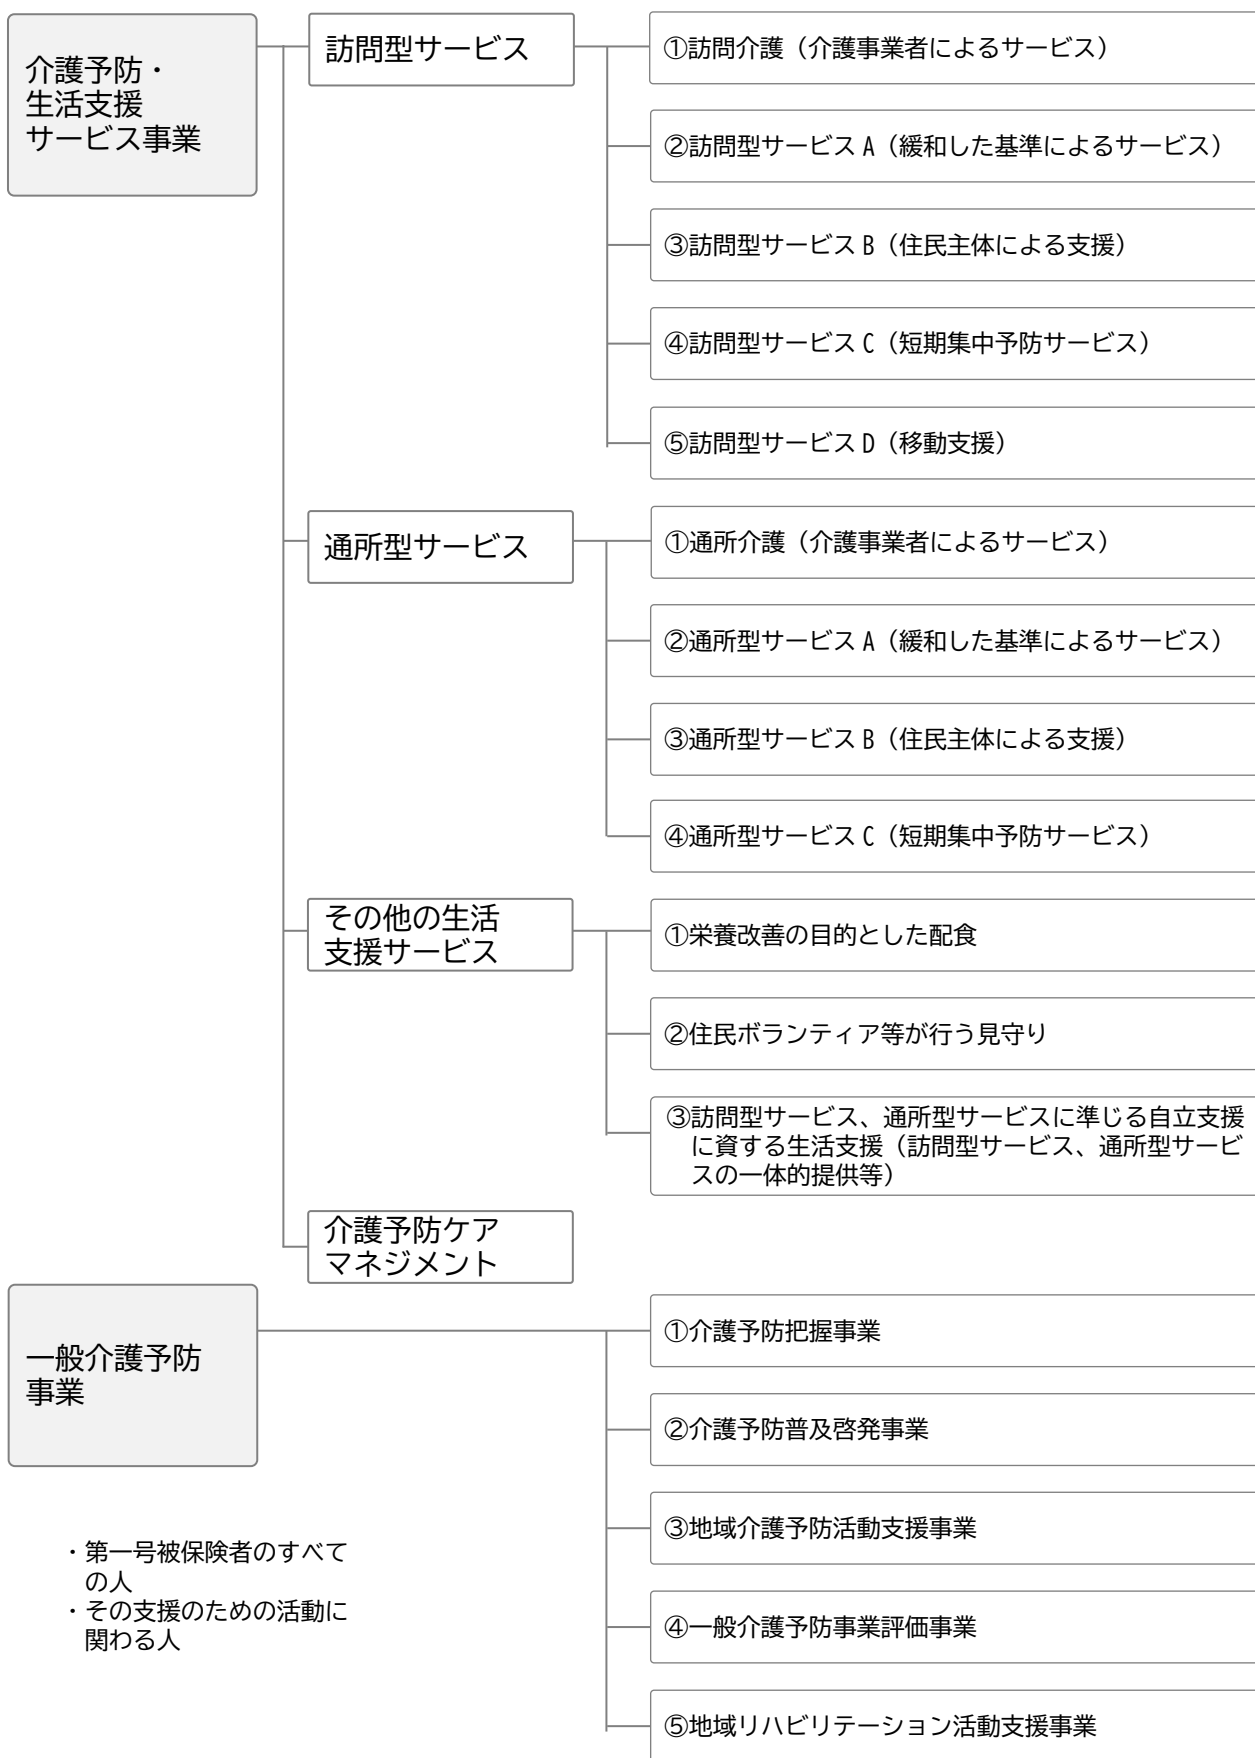 介護予防・
生活支援
サービス事業
訪問型サービス
①訪問介護（介護事業者によるサービス）
②訪問型サービス A（緩和した基準によるサービス）
③訪問型サービス B（住民主体による支援）
④訪問型サービス C（短期集中予防サービス）
⑤訪問型サービス D（移動支援）
通所型サービス
①通所介護（介護事業者によるサービス）
②通所型サービス A（緩和した基準によるサービス）
③通所型サービス B（住民主体による支援）
④通所型サービス C（短期集中予防サービス）
その他の生活
支援サービス
①栄養改善の目的とした配食
②住民ボランティア等が行う見守り
③訪問型サービス、通所型サービスに準じる自立支援
に資する生活支援（訪問型サービス、通所型サービ
スの一体的提供等）
介護予防ケア
マネジメント
一般介護予防
事業
①介護予防把握事業
②介護予防普及啓発事業
③地域介護予防活動支援事業
④一般介護予防事業評価事業
⑤地域リハビリテーション活動支援事業
・第一号被保険者のすべて
の人
・その支援のための活動に
関わる人